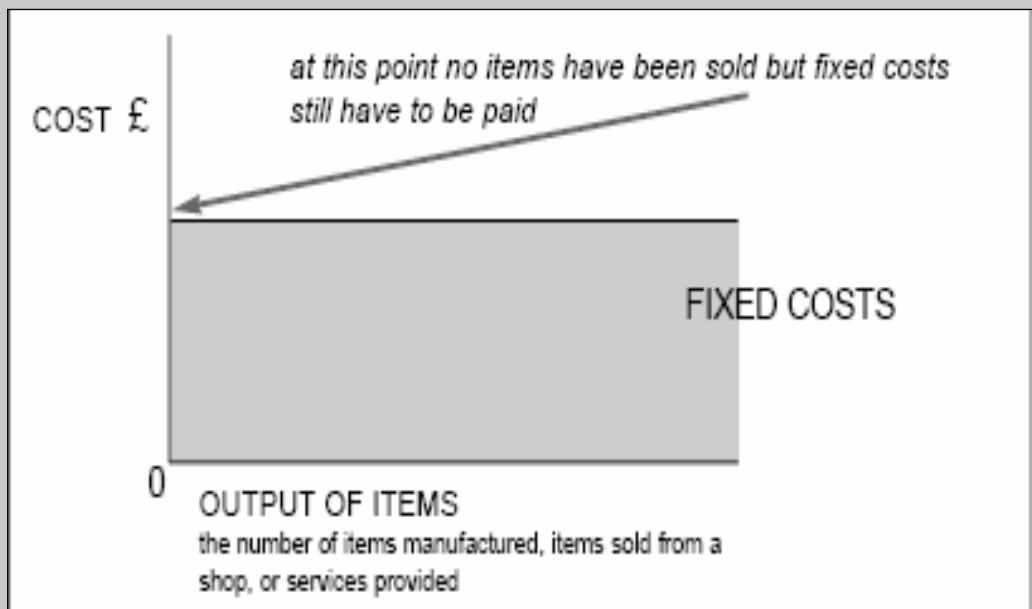 at this point no items have been sold but fixed costs
still have to be paid
COST £
FIXED COSTS
0
OUTPUT OF ITEMS
the number of items manufactured, items sold from a
shop, or services provided